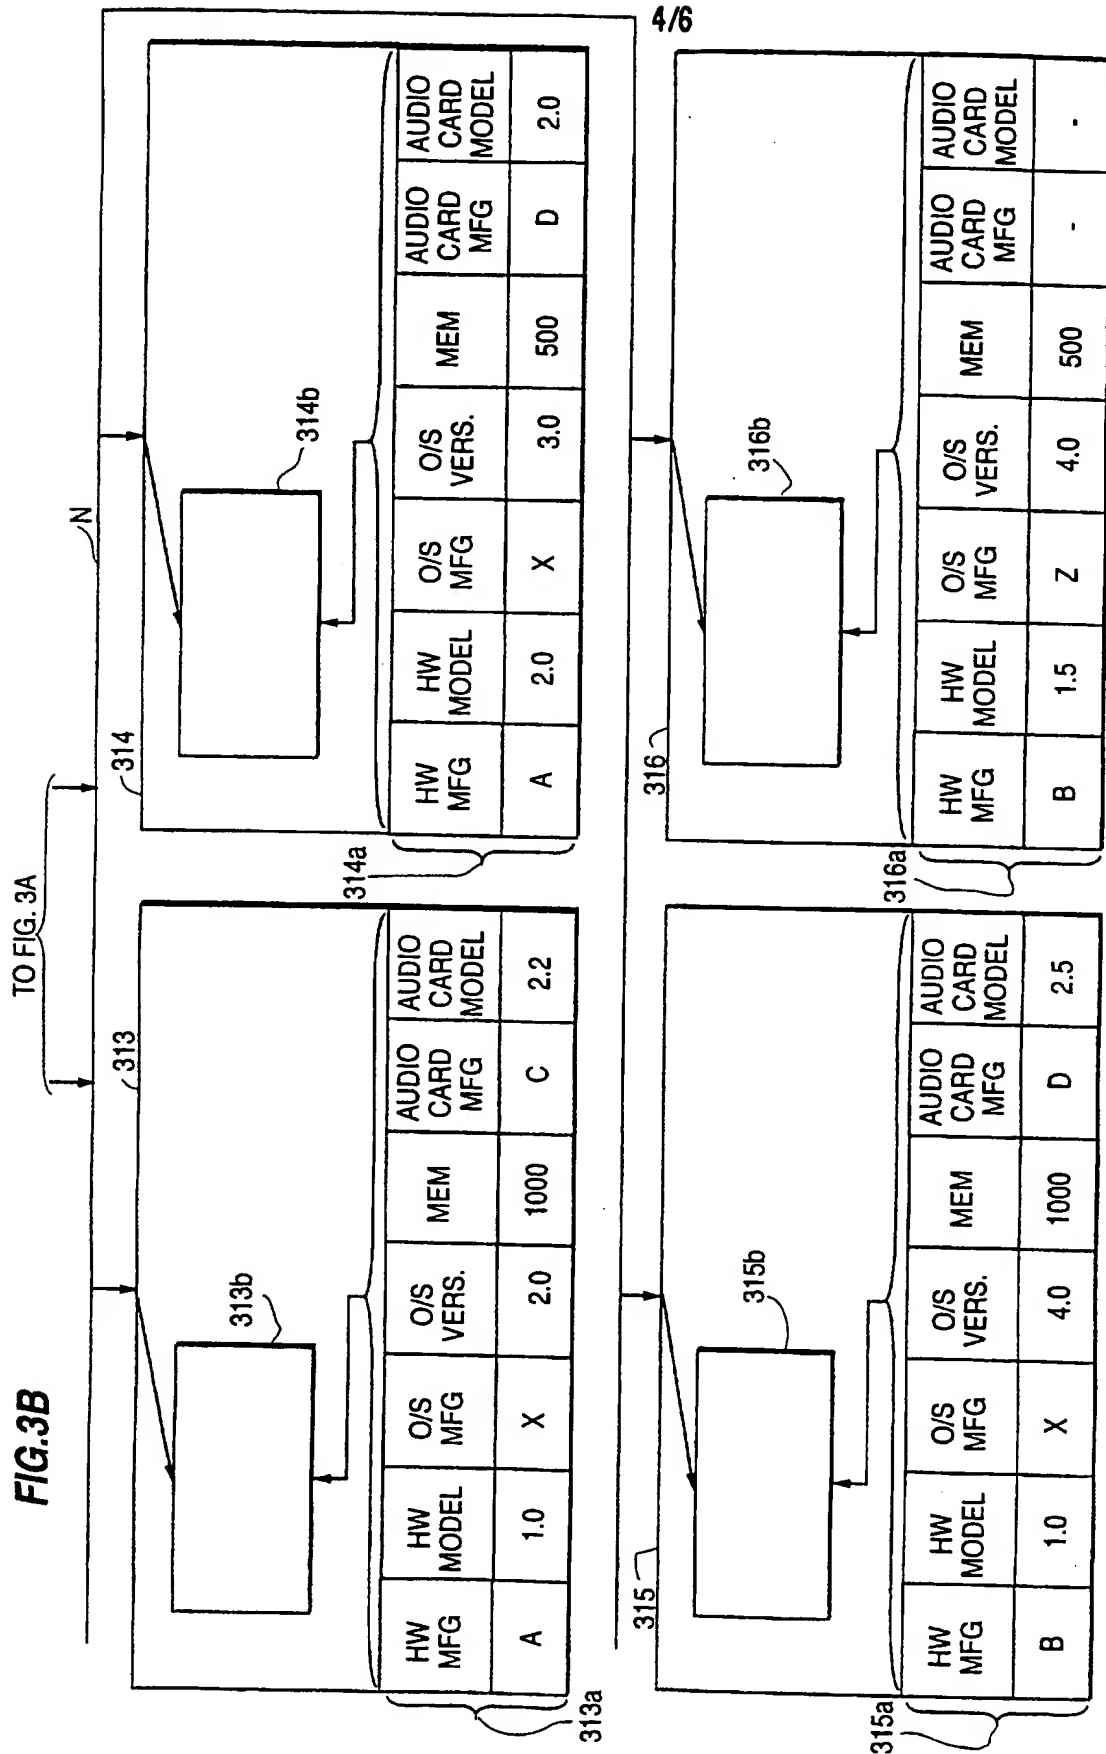 4/6
FIG.3B
TO FIG. 3A
N
313
313b
HW MFG HW MODEL O/S MFG O/S VERS. MEM AUDIO CARD MFG AUDIO CARD MODEL
A 1.0 X 2.0 1000 C 2.2
313a
314
314b
HW MFG HW MODEL O/S MFG O/S VERS. MEM AUDIO CARD MFG AUDIO CARD MODEL
A 2.0 X 3.0 500 D 2.0
314a
315
315b
HW MFG HW MODEL O/S MFG O/S VERS. MEM AUDIO CARD MFG AUDIO CARD MODEL
B 1.0 X 4.0 1000 D 2.5
315a
316
316b
HW MFG HW MODEL O/S MFG O/S VERS. MEM AUDIO CARD MFG AUDIO CARD MODEL
B 1.5 Z 4.0 500 - -
316a